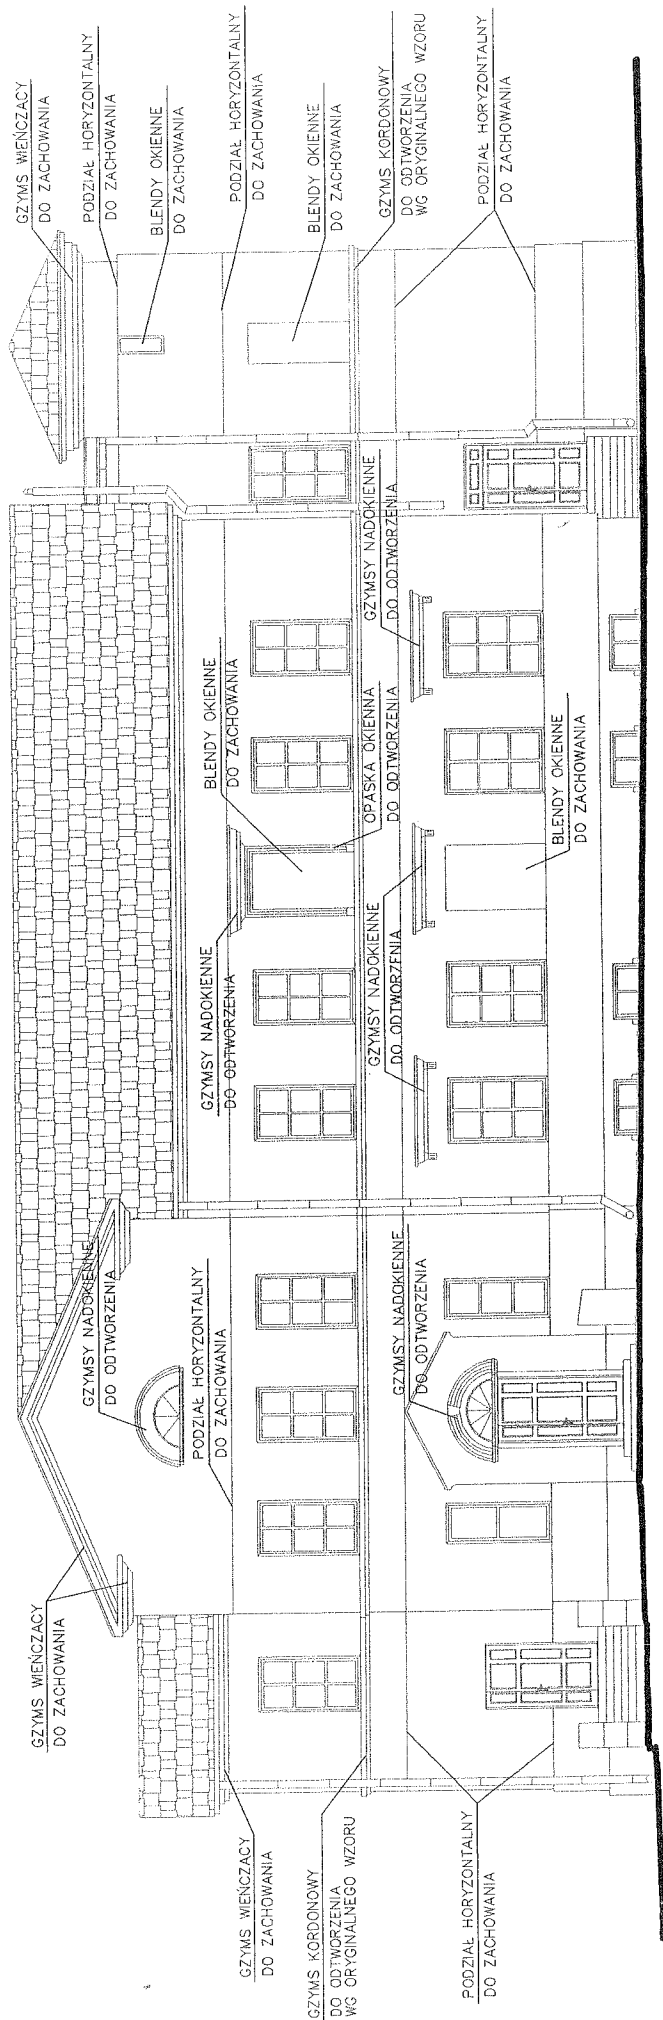 GZYMS WIEŃCZACY
DO ZACHOWANIA
GZYMS WIEŃCZACY
DO ZACHOWANIA
GZYMS KORDONOWY
DO ODTWORZENIA
WG ORYGINALNEGO WZORU
PODZIAŁ HORYZONTALNY
DO ZACHOWANIA
GZYMSY NADOKIENNE
DO ODTWORZENIA
PODZIAŁ HORYZONTALNY
DO ZACHOWANIA
GZYMSY NADOKIENNE
DO ODTWORZENIA
GZYMSY NADOKIENNE
DO ODTWORZENIA
GZYMSY NADOKIENNE
DO ODTWORZENIA
BLENDY OKIENNE
DO ZACHOWANIA
OPASKA OKIENNA
DO ODTWORZENIA
BLENDY OKIENNE
DO ZACHOWANIA
GZYMSY NADOKIENNE
DO ODTWORZENIA
GZYMS WIEŃCZACY
DO ZACHOWANIA
PODZIAŁ HORYZONTALNY
DO ZACHOWANIA
BLENDY OKIENNE
DO ZACHOWANIA
PODZIAŁ HORYZONTALNY
DO ZACHOWANIA
BLENDY OKIENNE
DO ZACHOWANIA
GZYMS KORDONOWY
DO ODTWORZENIA
WG ORYGINALNEGO WZORU
PODZIAŁ HORYZONTALNY
DO ZACHOWANIA